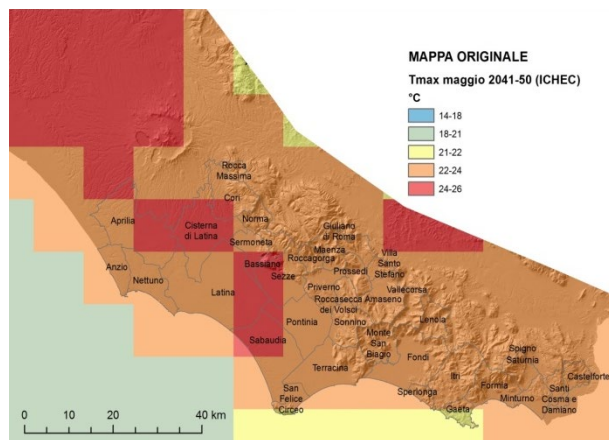 MAPPA ORIGINALE
Tmax maggio 2041-50 (ICHEC)
°C
14-18
18-21
21-22
22-24
24-26
Rocca
Massima
Cori
Norma
Aprilia
Cisterna
di Latina
Sermoneta
Giuliano
di Roma
Maenza
Villa
Santo
Stefano
Bassiano
Roccagorga
Anzio
Nettuno
Sezze
Prossedi
Latina
Priverno
Vallecorsa
Roccasecca
dei Volsci
Amaseno
Pontinia
Sonnino
Lenola
Sabaudia
Monte
San
Biagio
Fondi
Spigno
Saturnia
Terracina
Itri
Castelforte
San
Felice
Circeo
Sperlonga
Formia
Minturno
Santi
Cosma e
Damiano
Gaeta
0 10 20 40 km